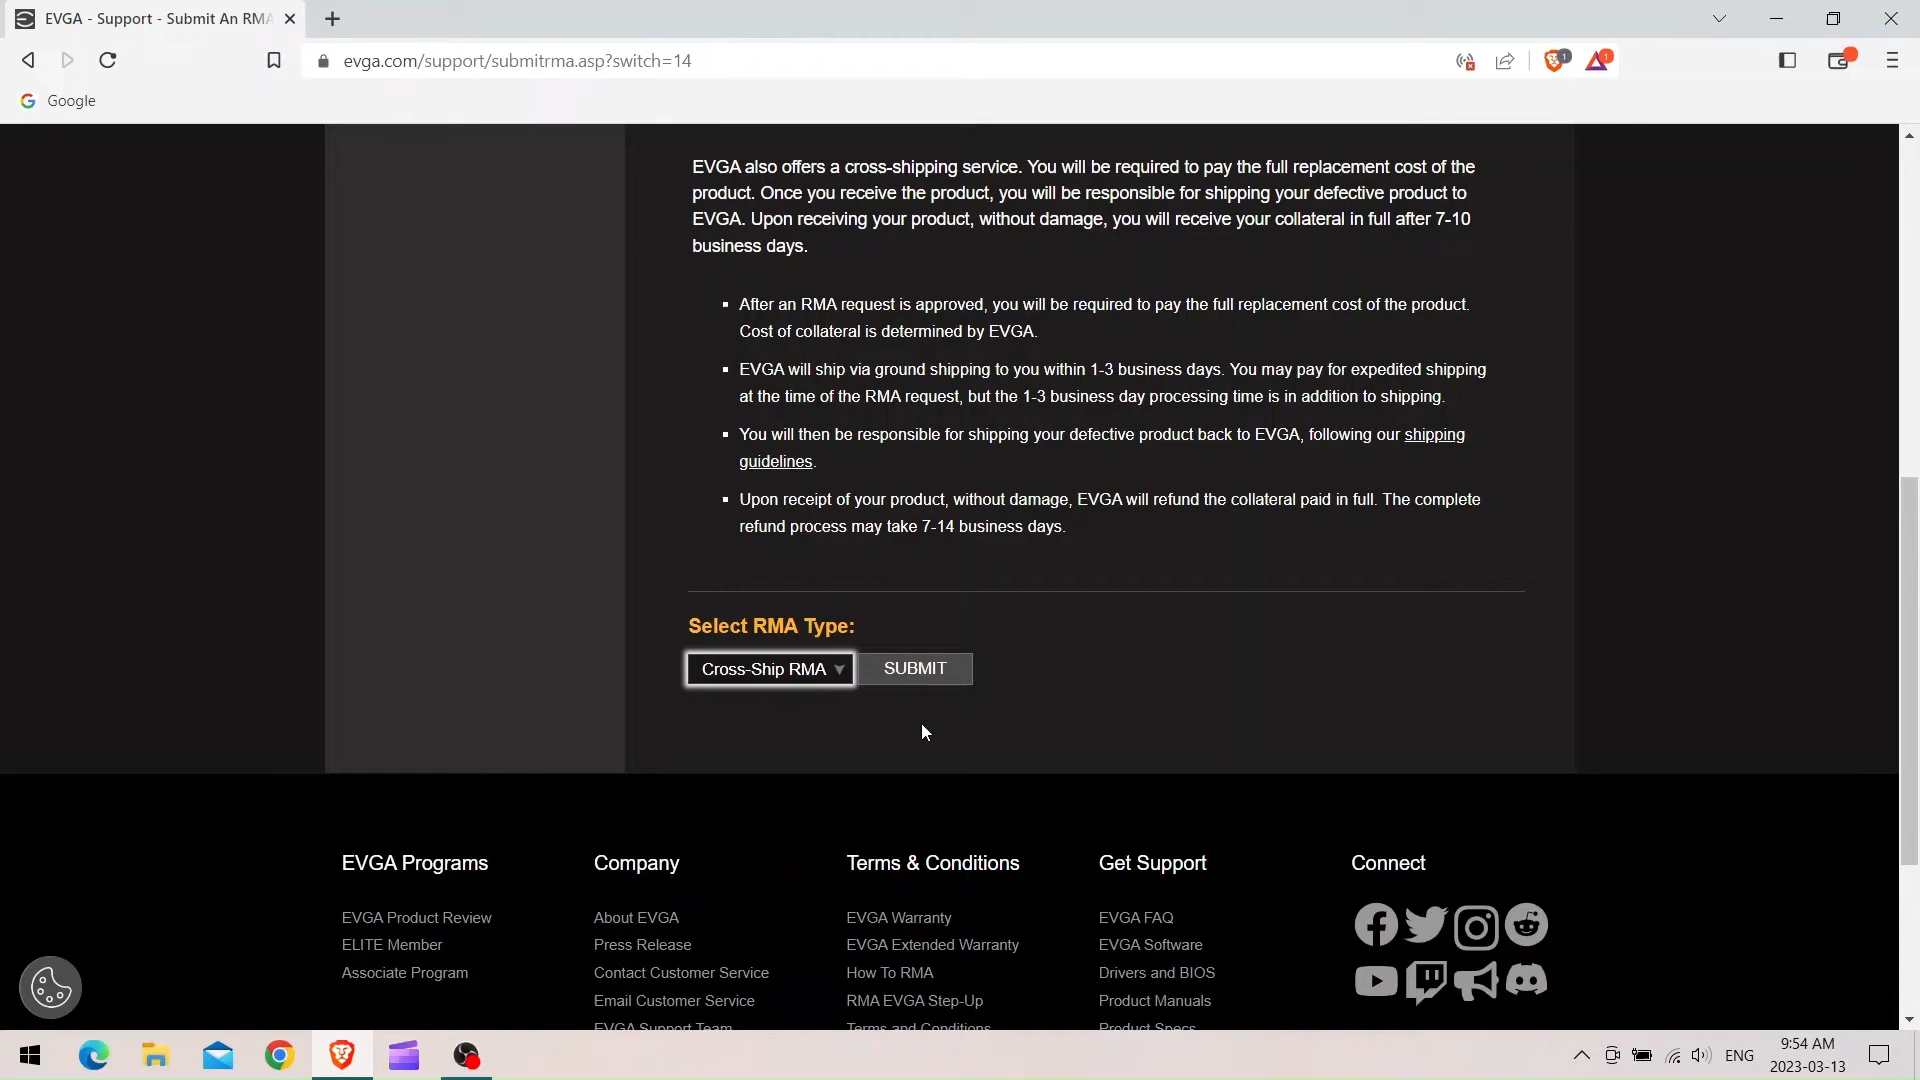 EVGA - Support - Submit An RMA
evga.com/support/submitrma.asp?switch=14
1
1
Google
EVGA also offers a cross-shipping service. You will be required to pay the full replacement cost of the
product. Once you receive the product, you will be responsible for shipping your defective product to
EVGA. Upon receiving your product, without damage, you will receive your collateral in full after 7-10
business days.
After an RMA request is approved, you will be required to pay the full replacement cost of the product.
Cost of collateral is determined by EVGA.
EVGA will ship via ground shipping to you within 1-3 business days. You may pay for expedited shipping
at the time of the RMA request, but the 1-3 business day processing time is in addition to shipping.
You will then be responsible for shipping your defective product back to EVGA, following our shipping
guidelines.
Upon receipt of your product, without damage, EVGA will refund the collateral paid in full. The complete
refund process may take 7-14 business days.
Select RMA Type:
Cross-Ship RMA
SUBMIT
EVGA Programs
EVGA Product Review
ELITE Member
Associate Program
Company
About EVGA
Press Release
Contact Customer Service
Email Customer Service
EVGA Support Team
Terms & Conditions
EVGA Warranty
EVGA Extended Warranty
How To RMA
RMA EVGA Step-Up
Terms and Conditions
Get Support
EVGA FAQ
EVGA Software
Drivers and BIOS
Product Manuals
Product Specs
Connect
ENG
9:54 AM
2023-03-13